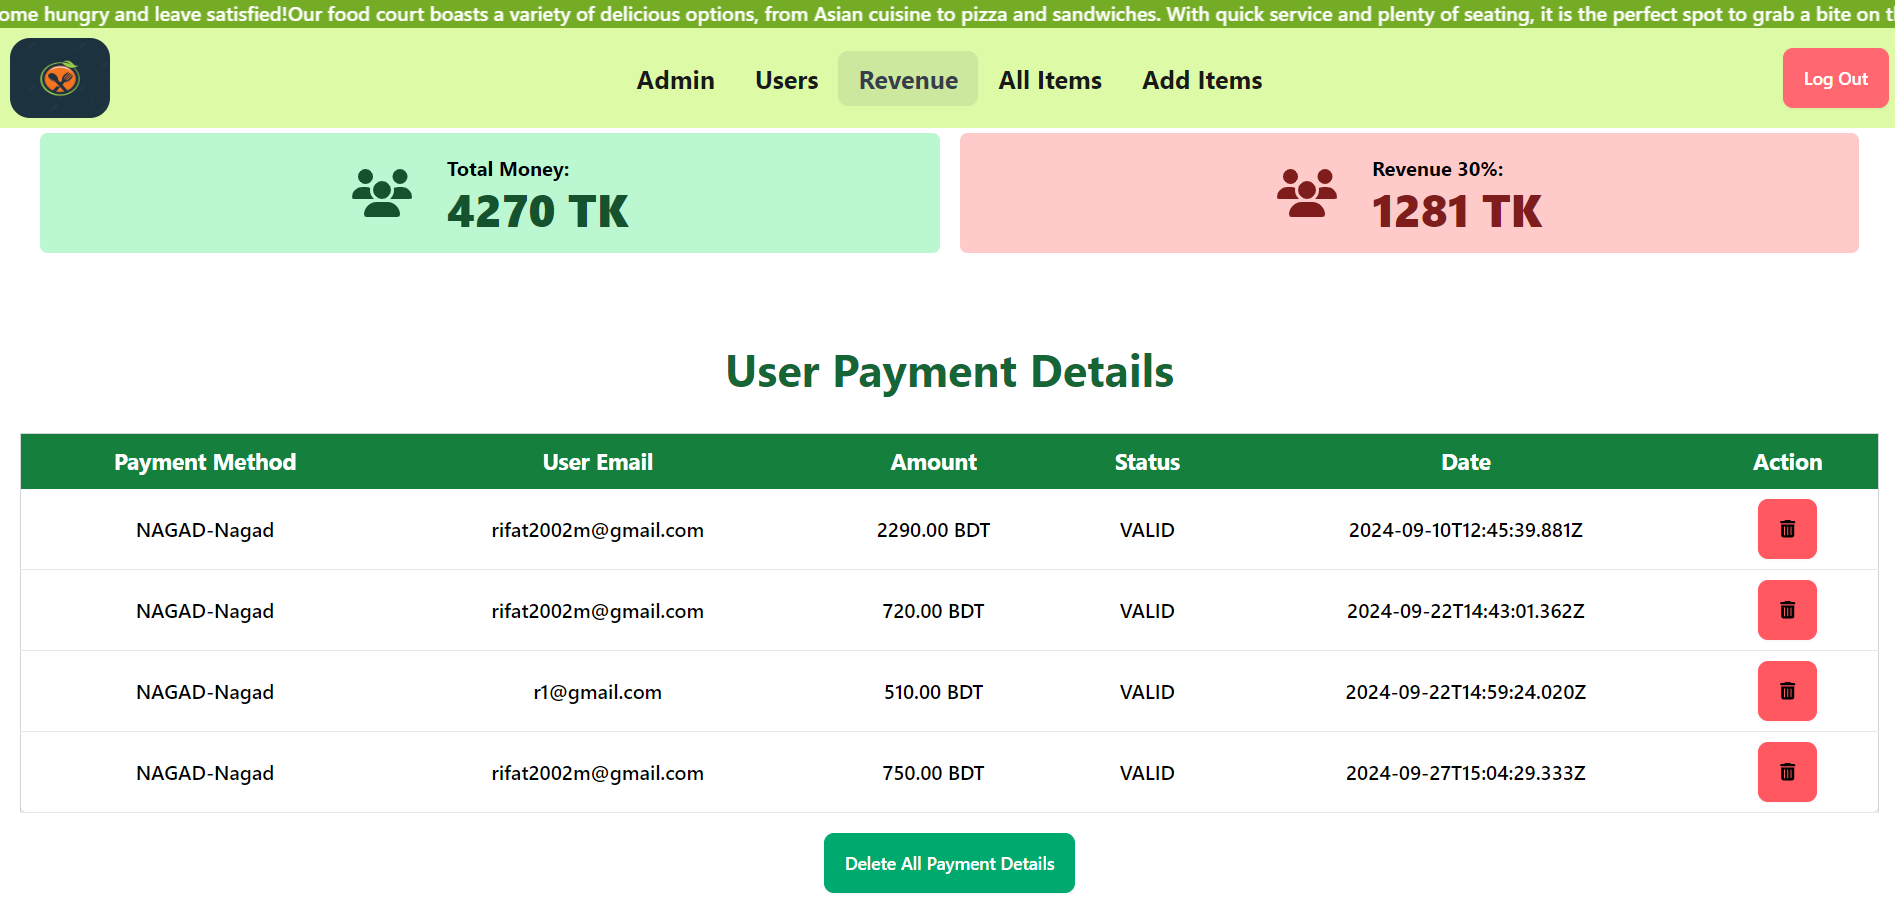 ome hungry and leave satisfied!Our food court boasts a variety of delicious options, from Asian cuisine to pizza and sandwiches. With quick service and plenty of seating, it is the perfect spot to grab a bite on t
Admin Users Revenue All Items Add Items Log Out
Total Money:
4270 TK
Revenue 30%:
1281 TK
User Payment Details
Payment Method User Email Amount Status Date Action
NAGAD-Nagad rifat2002m@gmail.com 2290.00 BDT VALID 2024-09-10T12:45:39.881Z
NAGAD-Nagad rifat2002m@gmail.com 720.00 BDT VALID 2024-09-22T14:43:01.362Z
NAGAD-Nagad r1@gmail.com 510.00 BDT VALID 2024-09-22T14:59:24.020Z
NAGAD-Nagad rifat2002m@gmail.com 750.00 BDT VALID 2024-09-27T15:04:29.333Z
Delete All Payment Details